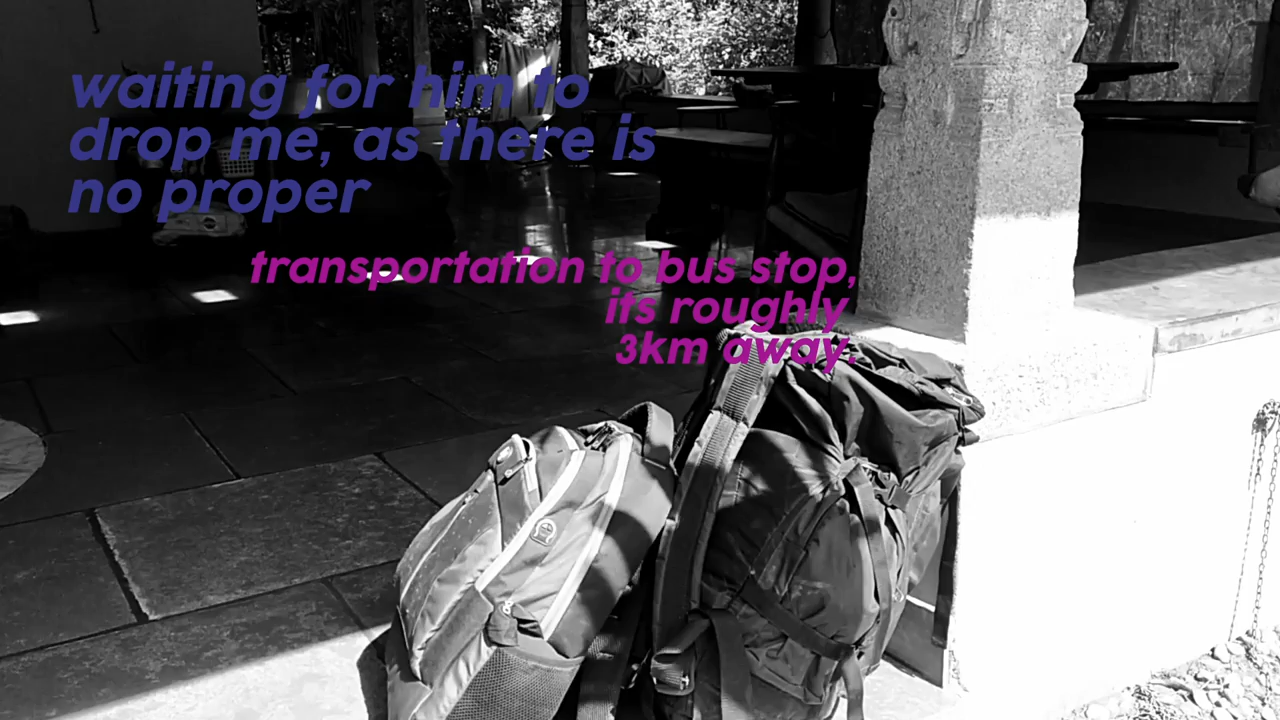 waiting for him to
drop me, as there is
no proper
transportation to bus stop,
its roughly
3km away.